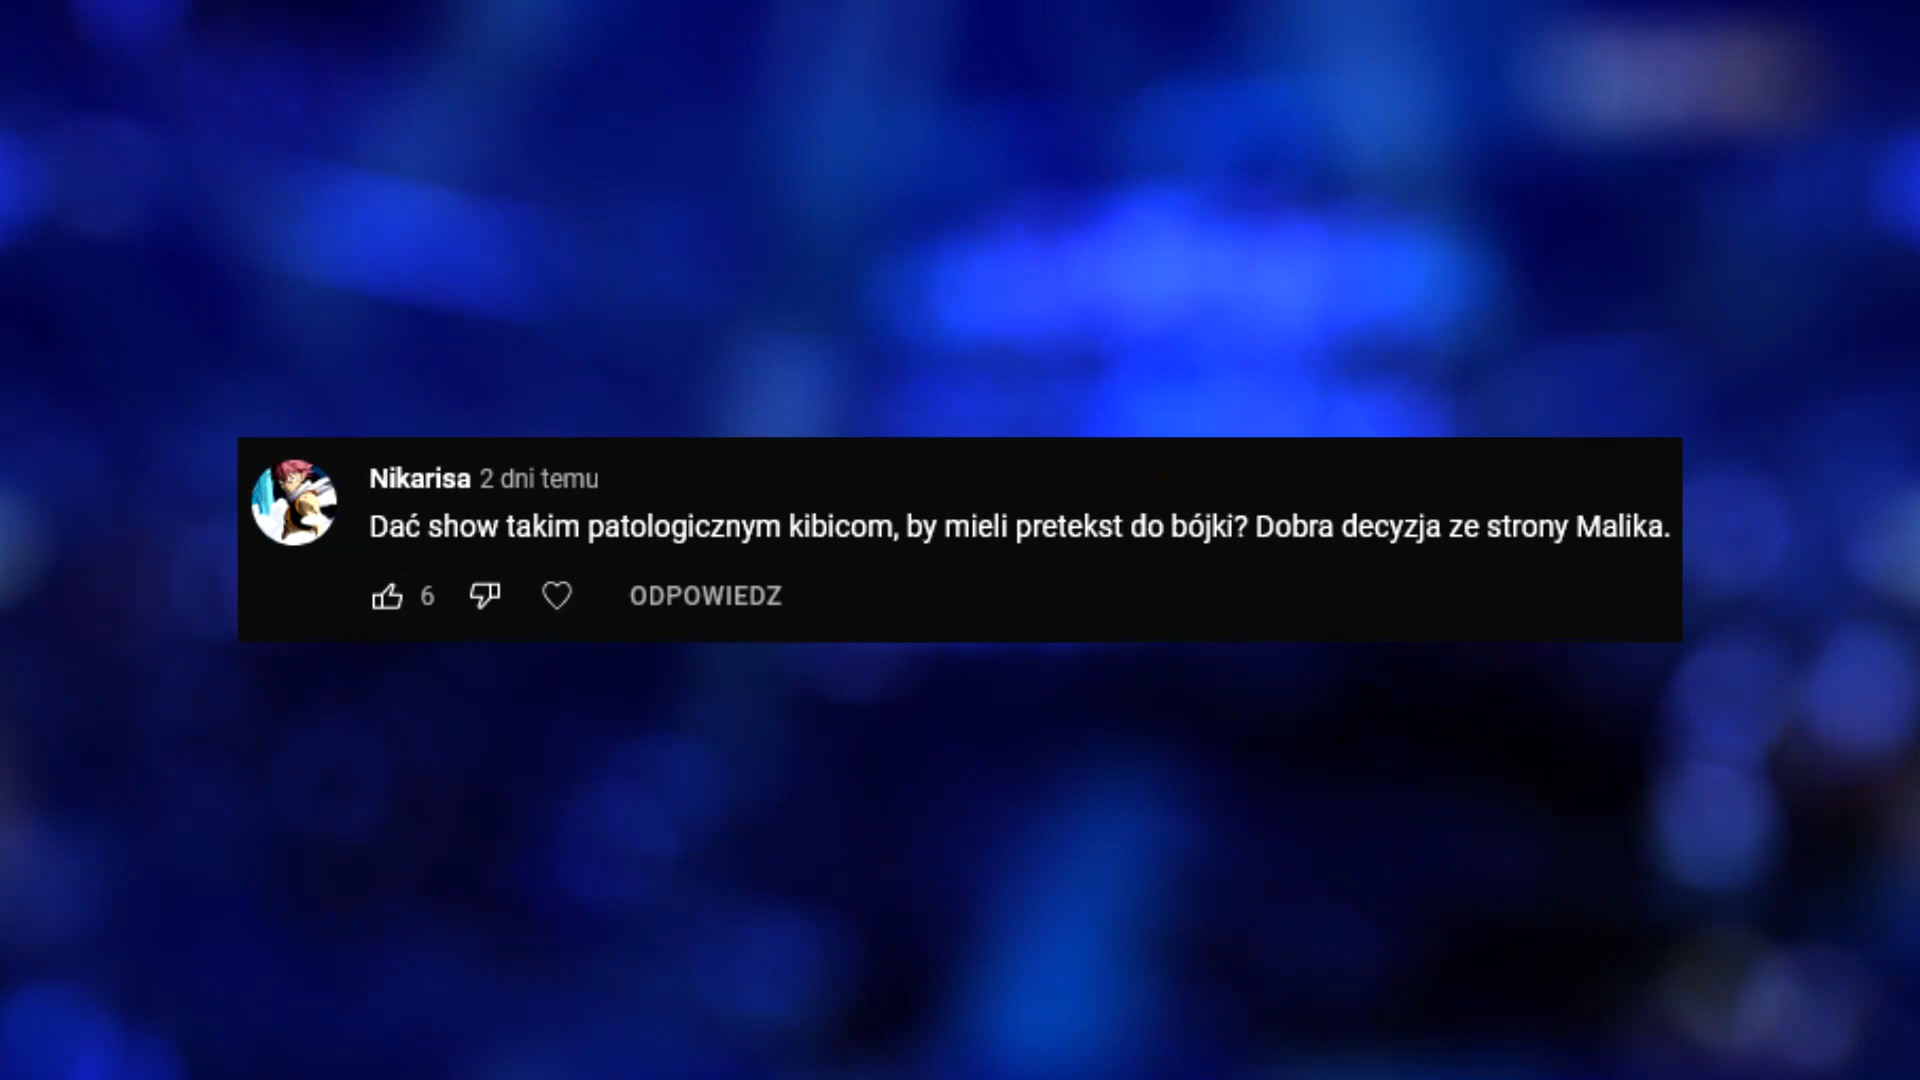 Nikarisa 2 dni temu
Dać show takim patologicznym kibicom, by mieli pretekst do bójki? Dobra decyzja ze strony Malika.
6 ODPOWIEDZ